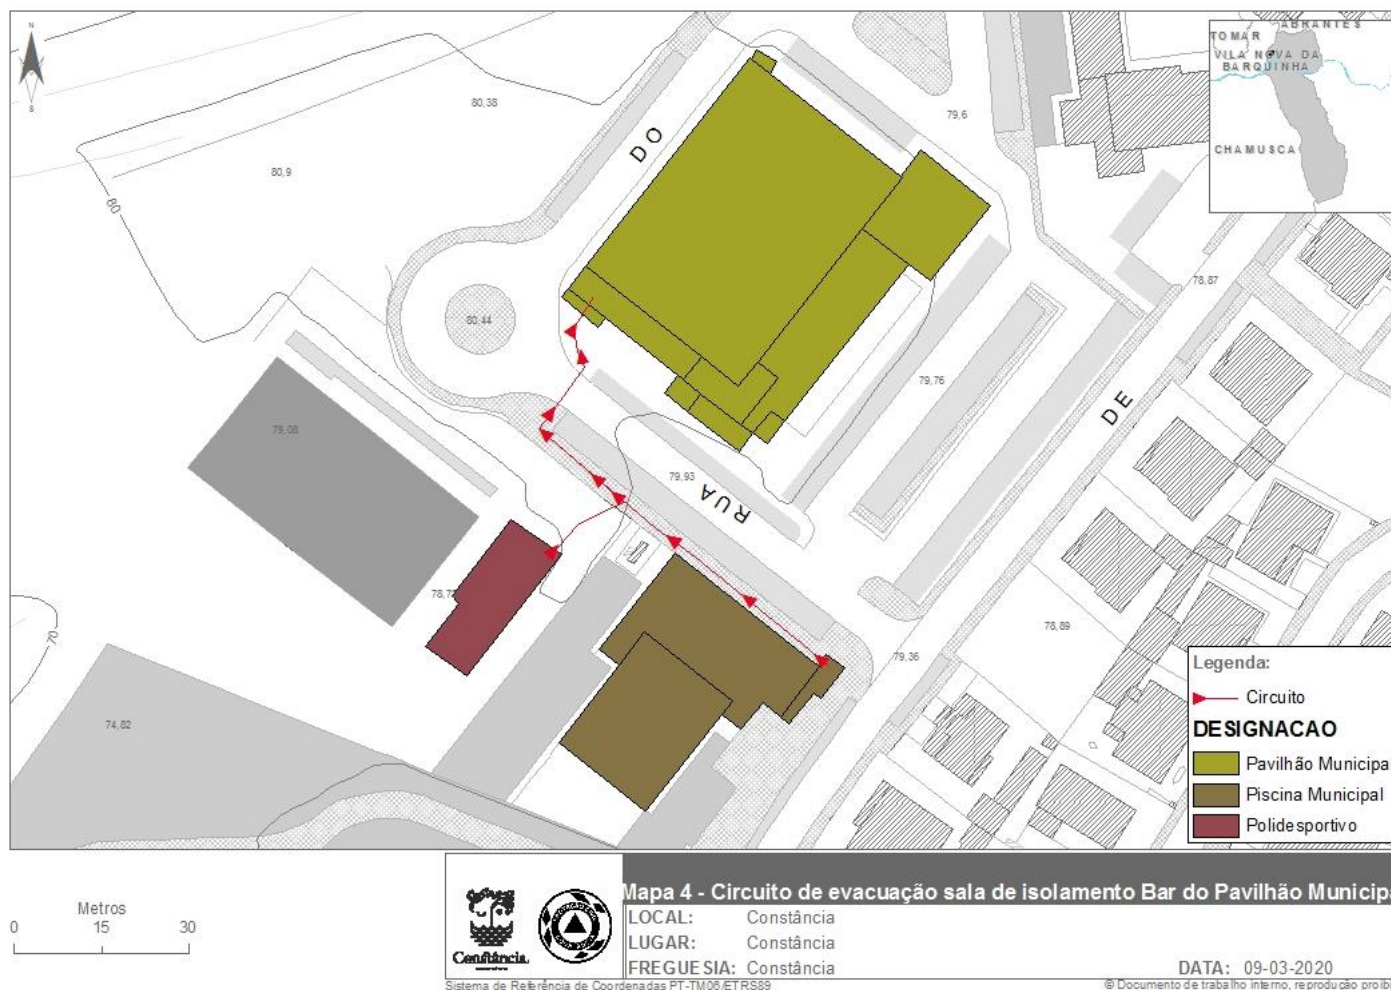 N
S
80,38
80,9
80
DO
79,6
80,44
79,08
79,76
DE
78,87
79,93
RUA
78,7
70
74,82
79,36
78,89
ABRANTES
TOMAR
VILA NOVA DA
BARQUINHA
CHAMUSCA
Legenda:
Circuito
DESIGNACAO
Pavilhão Municipa
Piscina Municipal
Polidesportivo
Metros
0 15 30
Constância
Mapa 4 - Circuito de evacuação sala de isolamento Bar do Pavilhão Municipa
LOCAL: Constância
LUGAR: Constância
FREGUESIA: Constância
DATA: 09-03-2020
Sistema de Referência de Coordenadas PT-TM06/ETRS89
© Documento de trabalho interno, reprodução proib